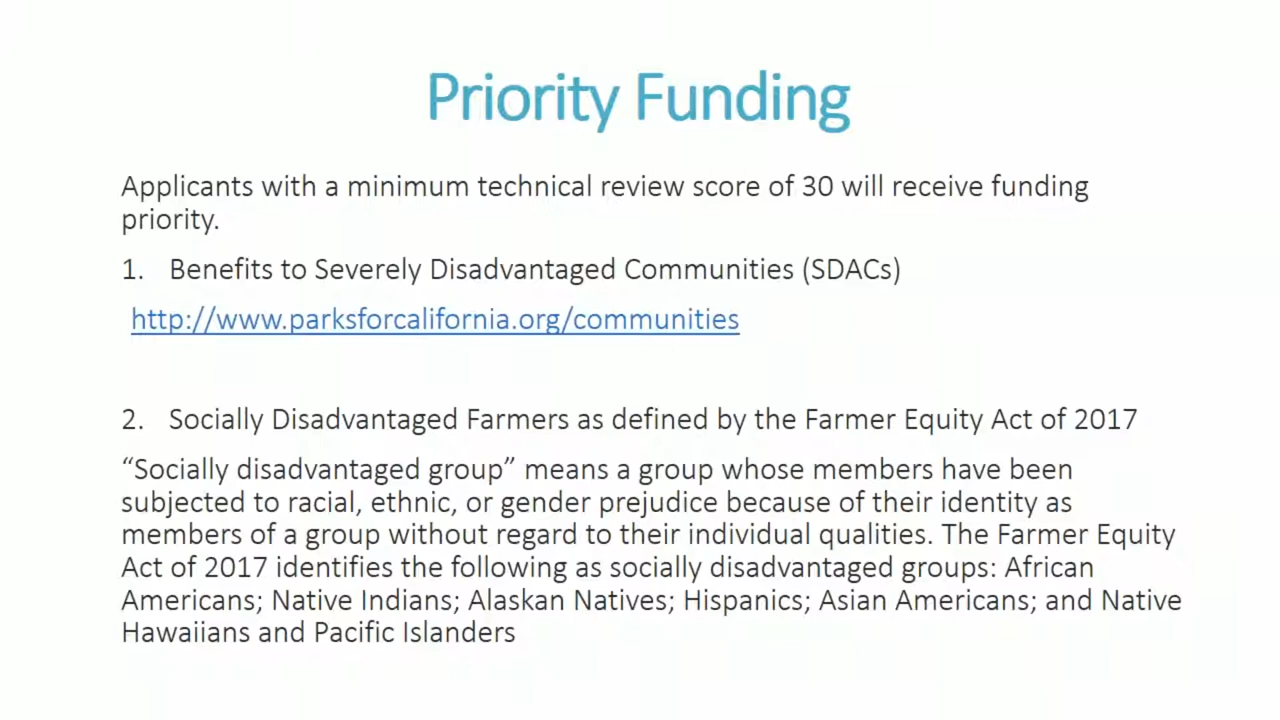 Priority Funding
Applicants with a minimum technical review score of 30 will receive funding
priority.
1. Benefits to Severely Disadvantaged Communities (SDACs)
http://www.parksforcalifornia.org/communities
2. Socially Disadvantaged Farmers as defined by the Farmer Equity Act of 2017
“Socially disadvantaged group” means a group whose members have been
subjected to racial, ethnic, or gender prejudice because of their identity as
members of a group without regard to their individual qualities. The Farmer Equity
Act of 2017 identifies the following as socially disadvantaged groups: African
Americans; Native Indians; Alaskan Natives; Hispanics; Asian Americans; and Native
Hawaiians and Pacific Islanders